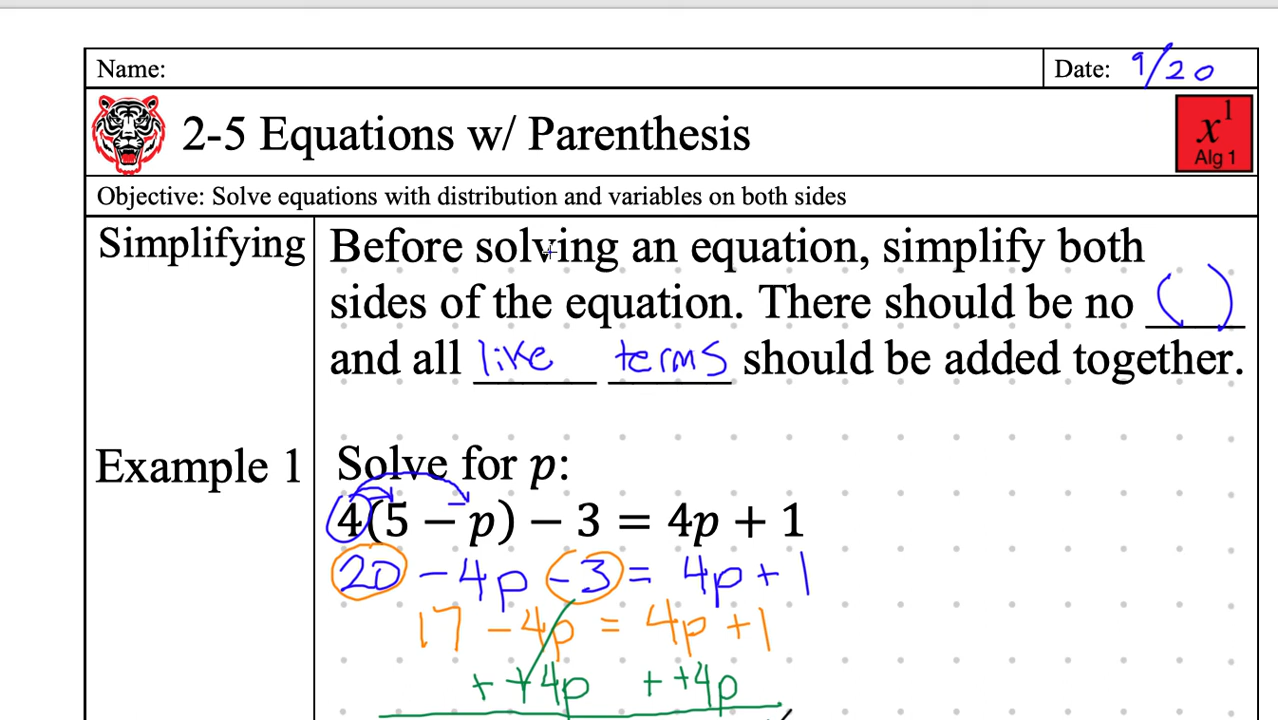 Name: Date: 9/20
2-5 Equations w/ Parenthesis
x¹
Alg 1
Objective: Solve equations with distribution and variables on both sides
Simplifying Before solving an equation, simplify both
sides of the equation. There should be no ( )
and all like terms should be added together.
Example 1 Solve for p:
4(5 − p) − 3 = 4p + 1
20 − 4p − 3 = 4p + 1
17 − 4p = 4p + 1
+ +4p + +4p